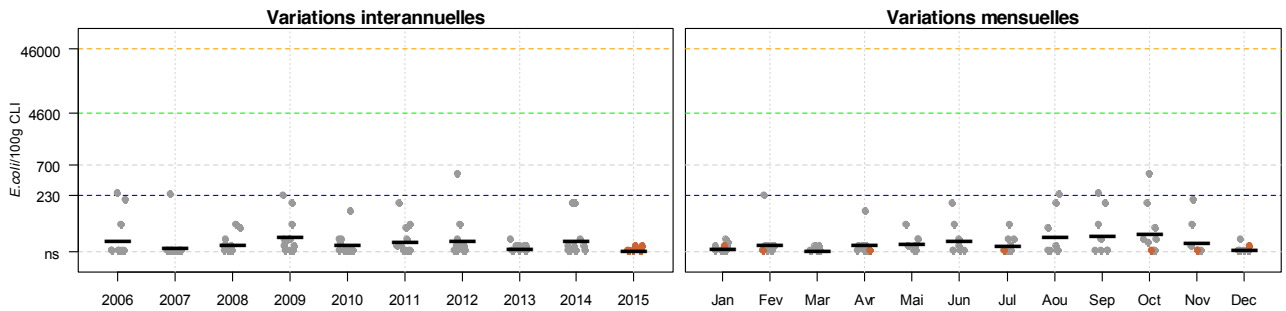 Variations interannuelles
Variations mensuelles
E.coli/100g CLI
46000
4600
700
230
ns
2006 2007 2008 2009 2010 2011 2012 2013 2014 2015
Jan Fev Mar Avr Mai Jun Jul Aou Sep Oct Nov Dec